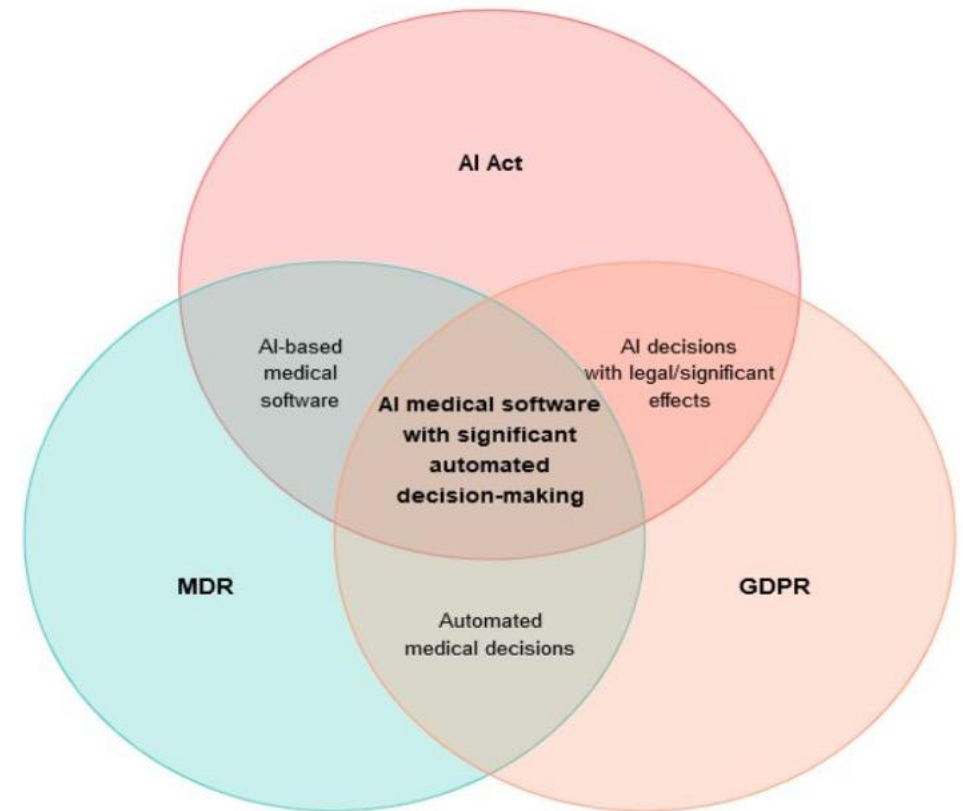 AI Act
AI-based
medical
software
AI decisions
with legal/significant
effects
AI medical software
with significant
automated
decision-making
MDR
GDPR
Automated
medical decisions